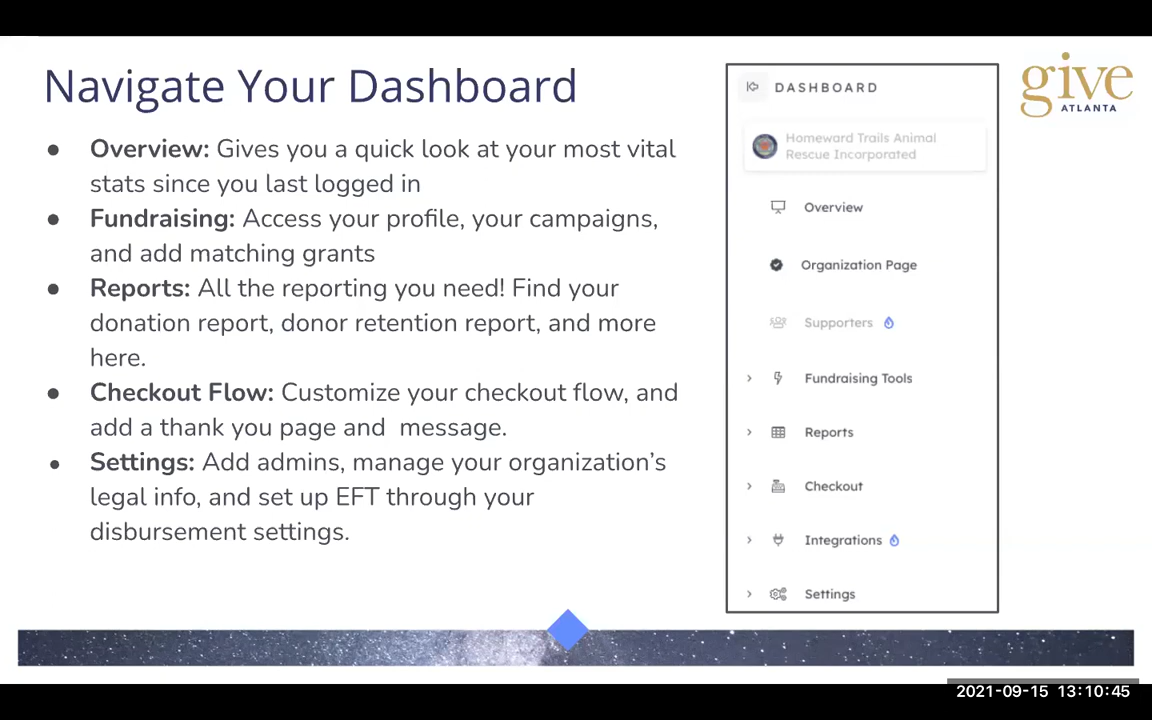 Navigate Your Dashboard
● Overview: Gives you a quick look at your most vital
stats since you last logged in
● Fundraising: Access your profile, your campaigns,
and add matching grants
● Reports: All the reporting you need! Find your
donation report, donor retention report, and more
here.
● Checkout Flow: Customize your checkout flow, and
add a thank you page and  message.
● Settings: Add admins, manage your organization’s
legal info, and set up EFT through your
disbursement settings.
DASHBOARD
Homeward Trails Animal
Rescue Incorporated
Overview
Organization Page
Supporters
Fundraising Tools
Reports
Checkout
Integrations
Settings
give
ATLANTA
2021-09-15 13:10:45